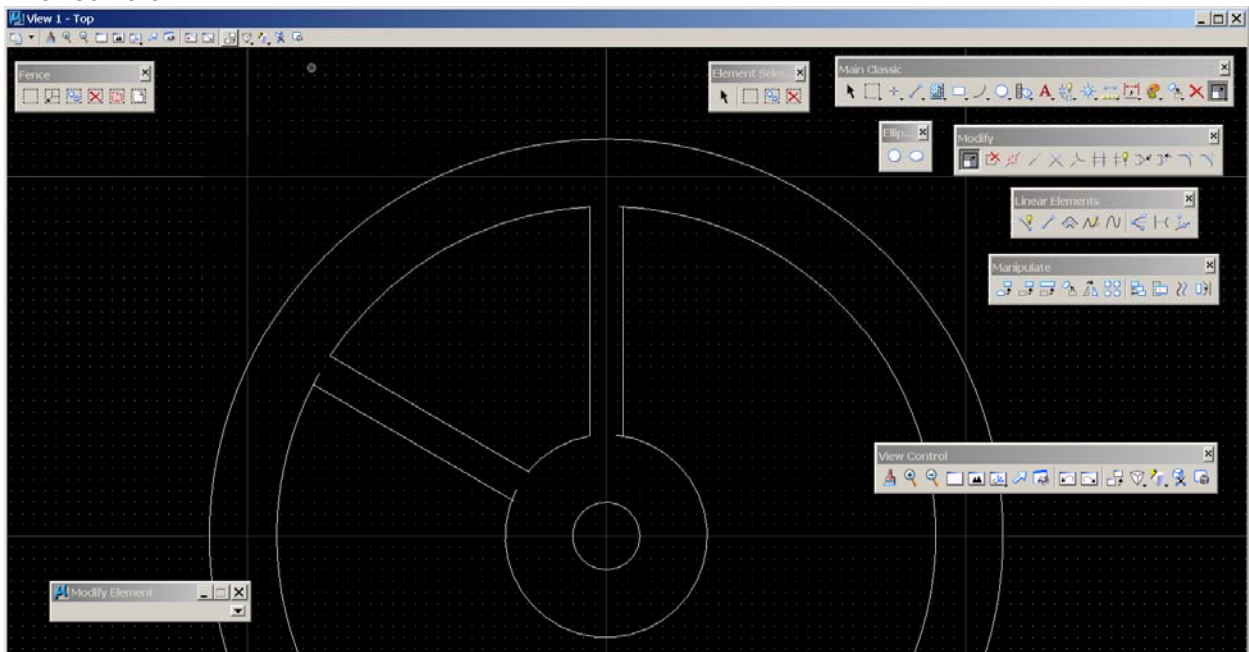 View 1 - Top
Fence
Element Selec...
Main Classic
A
Ellip...
Modify
Linear Elements
Manipulate
View Control
Modify Element